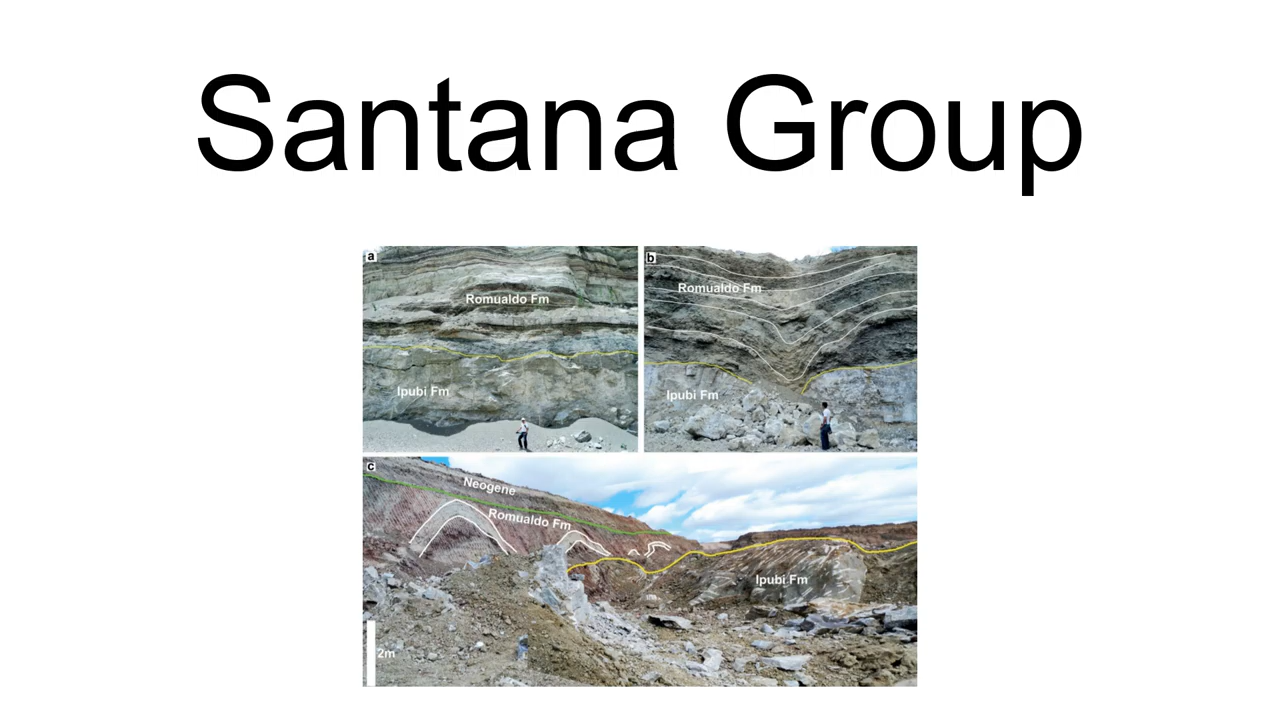 Santana Group
a
Romualdo Fm
Ipubi Fm
b
Romualdo Fm
Ipubi Fm
c
Neogene
Romualdo Fm
Ipubi Fm
2m